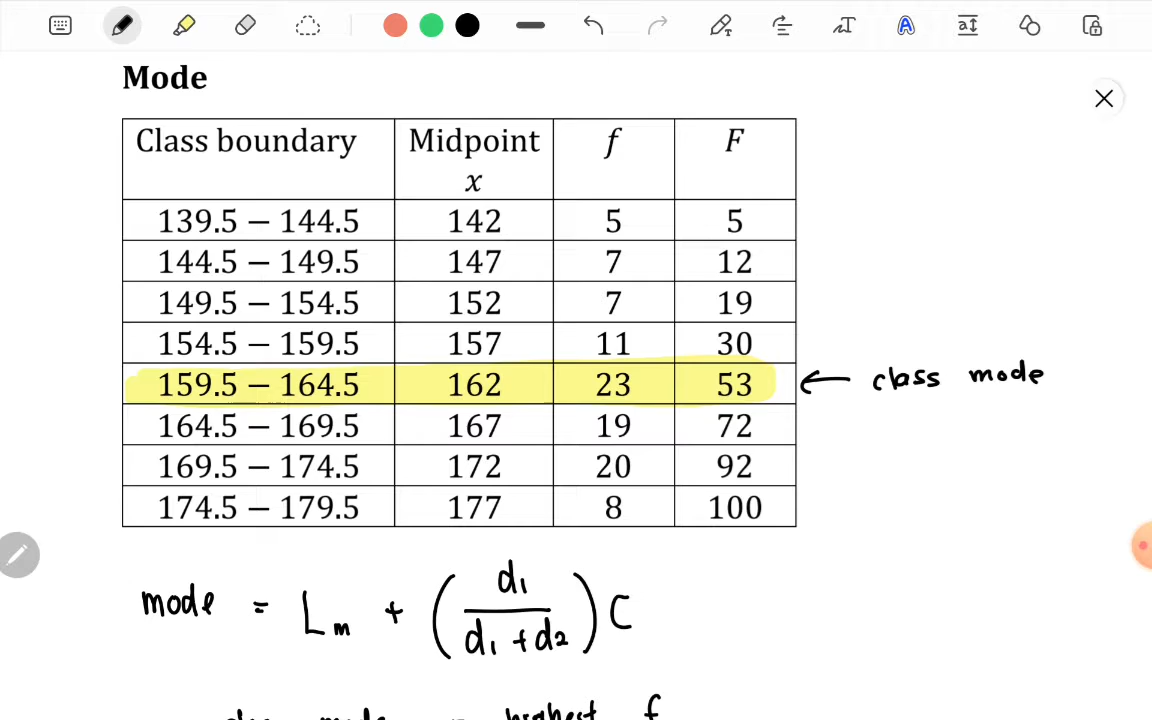 Mode
Class boundary Midpoint x f F
139.5 – 144.5 142 5 5
144.5 – 149.5 147 7 12
149.5 – 154.5 152 7 19
154.5 – 159.5 157 11 30
159.5 – 164.5 162 23 53 ← class mode
164.5 – 169.5 167 19 72
169.5 – 174.5 172 20 92
174.5 – 179.5 177 8 100
mode = Lm + (d1 / d1 + d2) C
mode highest f